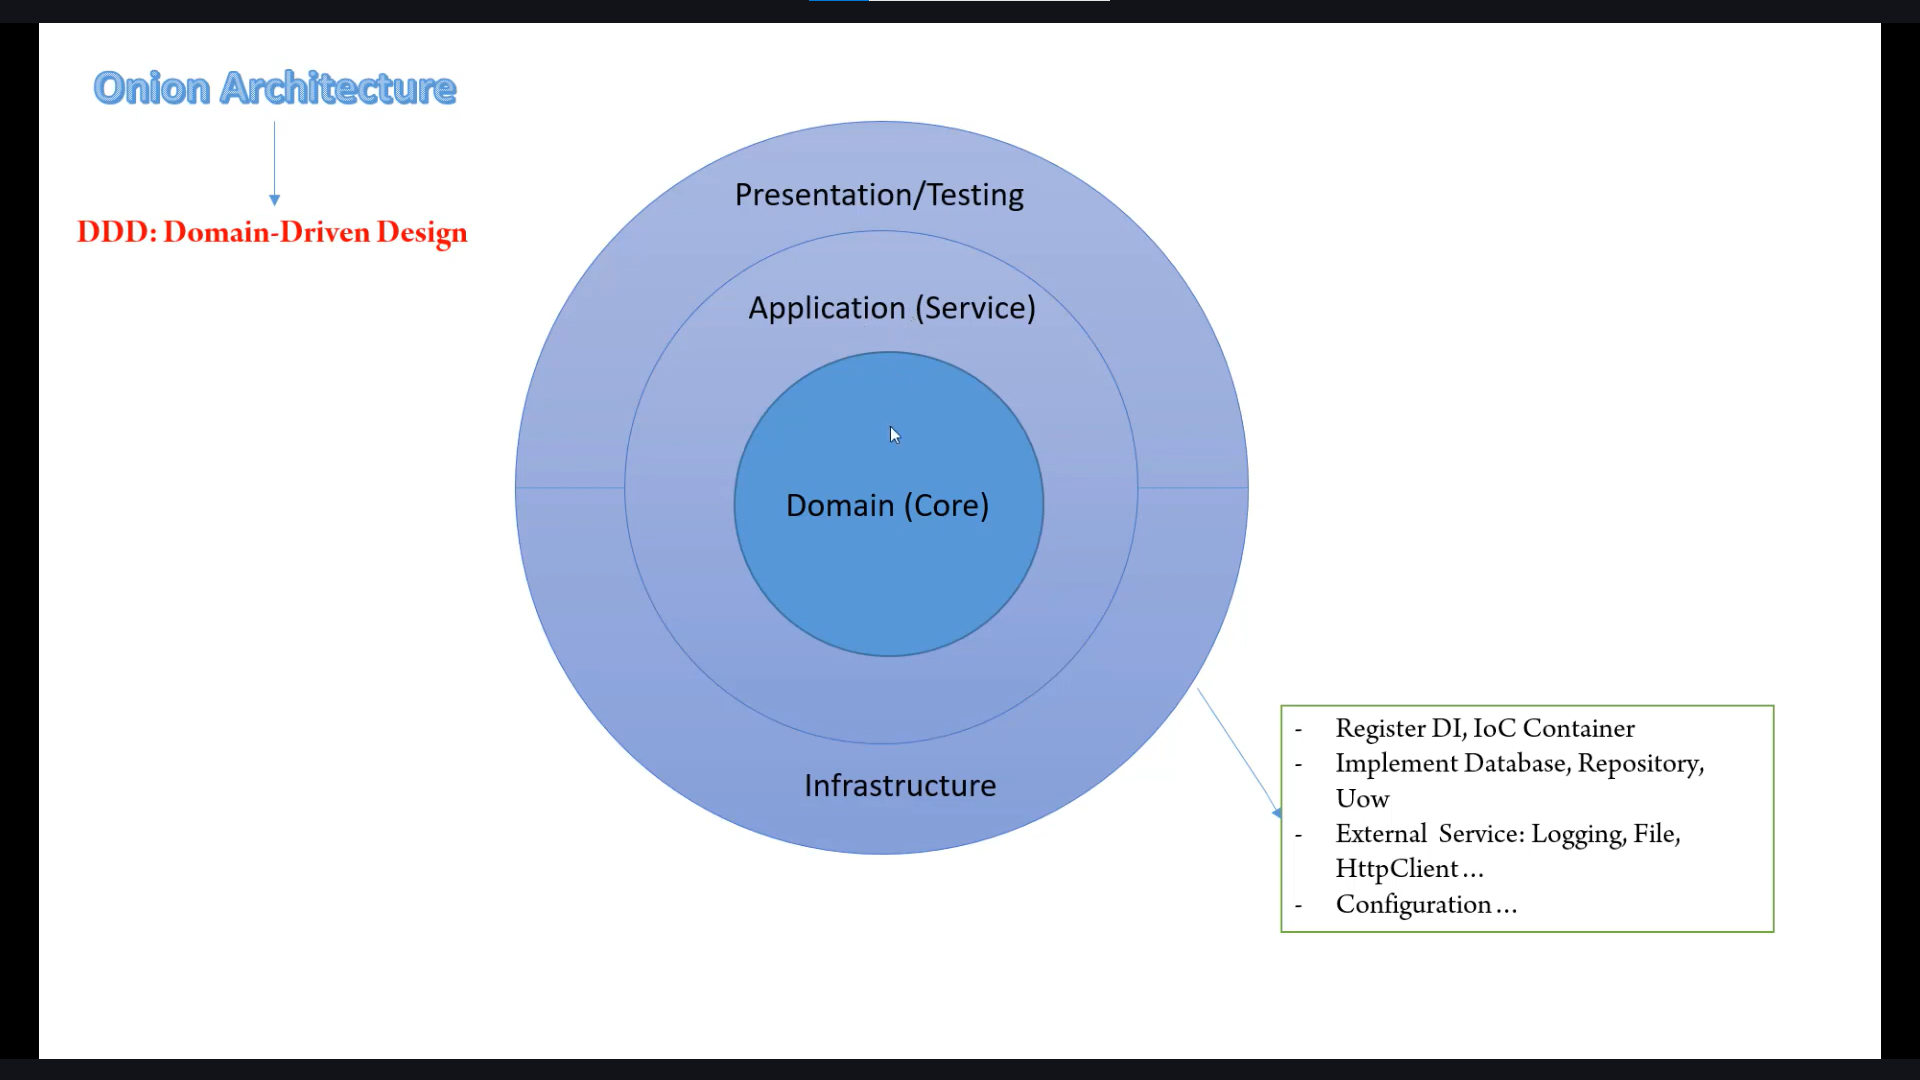 Onion Architecture
DDD: Domain-Driven Design
Presentation/Testing
Application (Service)
Domain (Core)
Infrastructure
- Register DI, IoC Container
- Implement Database, Repository,
Uow
- External Service: Logging, File,
HttpClient…
- Configuration…